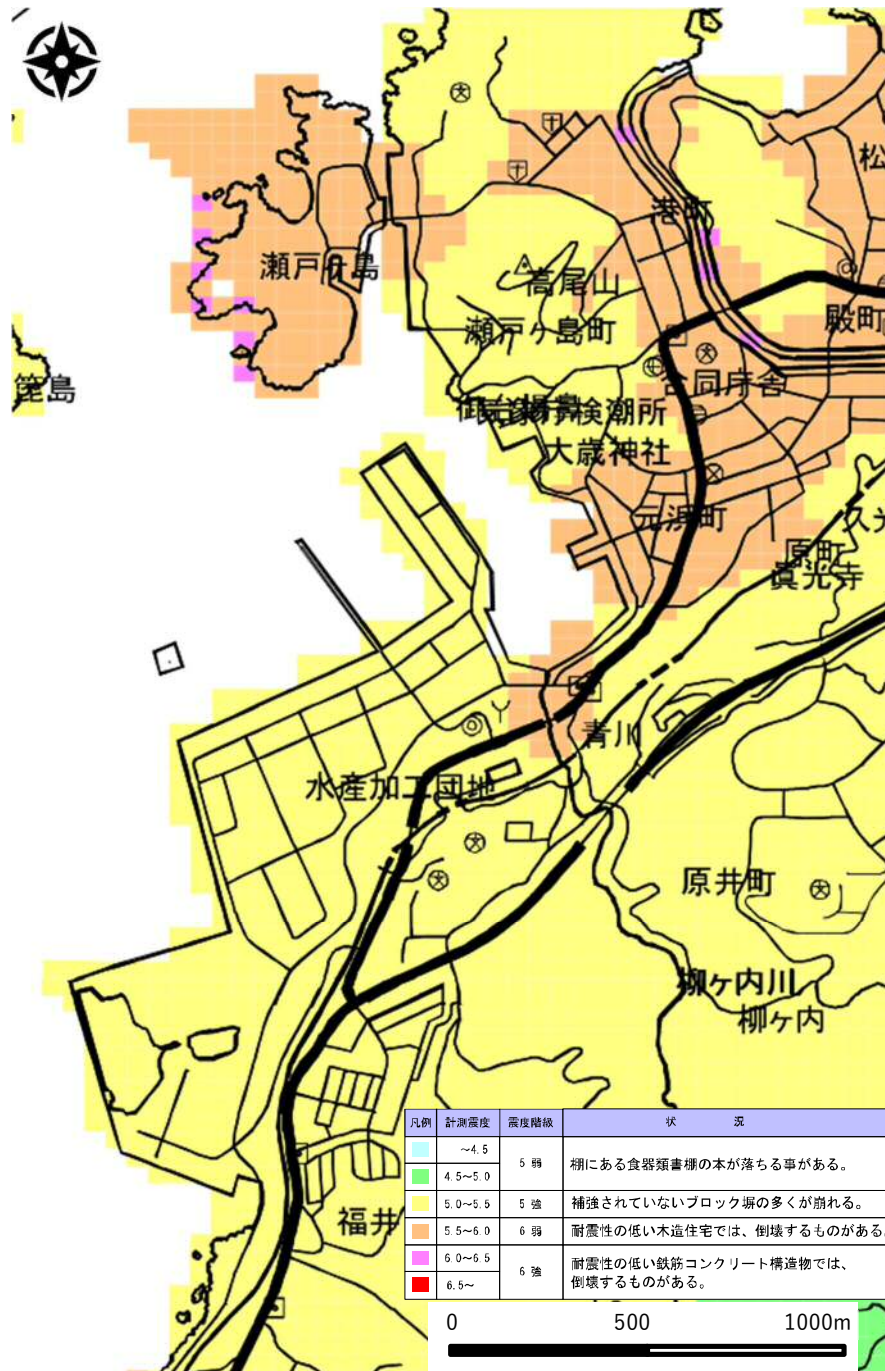 松
港町
瀬戸ヶ島
高尾山
殿町
瀬戸ヶ島町
合同庁舎
箆島
検潮所
大歳神社
元浜町
久光
原町
眞光寺
青川
水産加工団地
原井町
柳ヶ内川
柳ヶ内
福井
凡例 計測震度 震度階級 状 況
～4.5
5 弱 棚にある食器類書棚の本が落ちる事がある。
4.5～5.0
5.0～5.5 5 強 補強されていないブロック塀の多くが崩れる。
5.5～6.0 6 弱 耐震性の低い木造住宅では、倒壊するものがある。
6.0～6.5
6 強 耐震性の低い鉄筋コンクリート構造物では、
倒壊するものがある。
6.5～
0 500 1000m